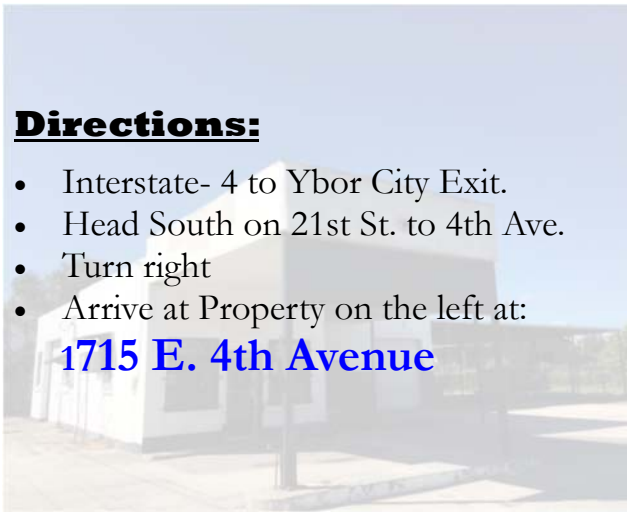 Directions:
• Interstate- 4 to Ybor City Exit.
• Head South on 21st St. to 4th Ave.
• Turn right
• Arrive at Property on the left at:
1715 E. 4th Avenue